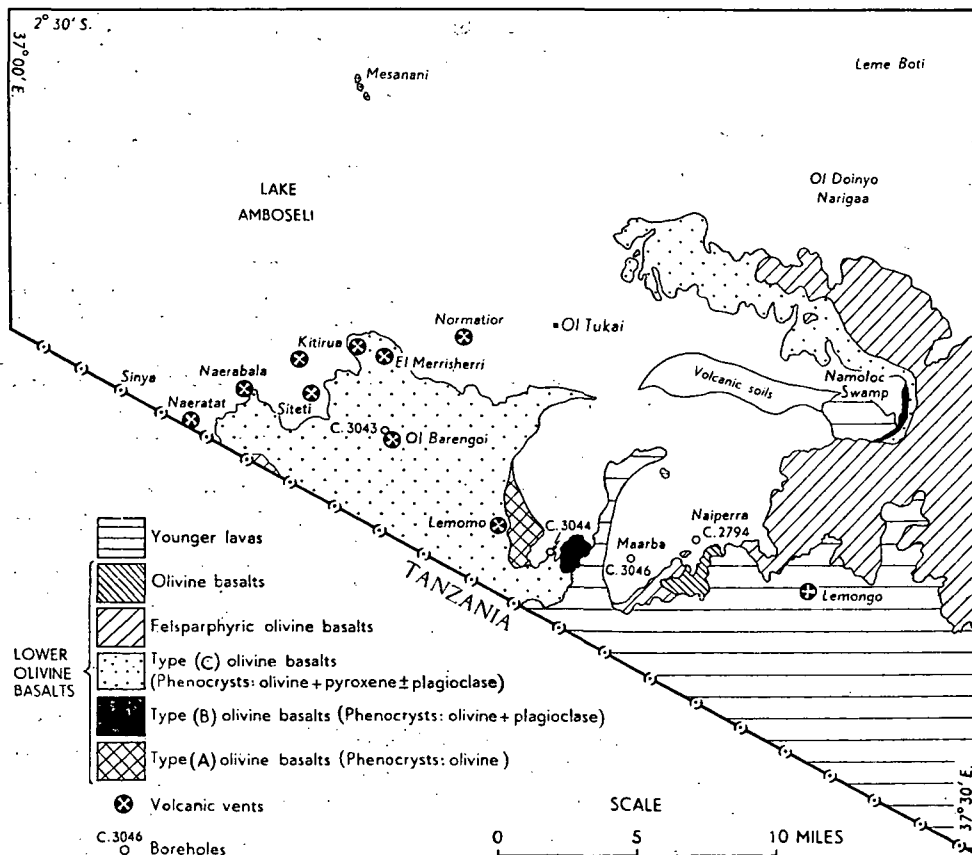 2° 30′ S.
37° 00′ E.
Mesanani
Leme Boti
LAKE
AMBOSELI
Ol Doinyo
Narigaa
Normatior
Ol Tukai
Kitirua
El Merrisherri
Sinya
Naerabala
Naeratat
Siteti
C. 3043
Ol Barengoi
Volcanic soils
Namoloc
Swamp
Lemomo
C. 3044
Maarba
C. 3046
Naiperra
C. 2794
Lemongo
TANZANIA
Younger lavas
Olivine basalts
Felsparphyric olivine basalts
LOWER
OLIVINE
BASALTS
Type (C) olivine basalts
(Phenocrysts: olivine + pyroxene ± plagioclase)
Type (B) olivine basalts (Phenocrysts: olivine + plagioclase)
Type (A) olivine basalts (Phenocrysts: olivine)
Volcanic vents
C. 3046
Boreholes
SCALE
0 5 10 MILES
37° 30′ E.